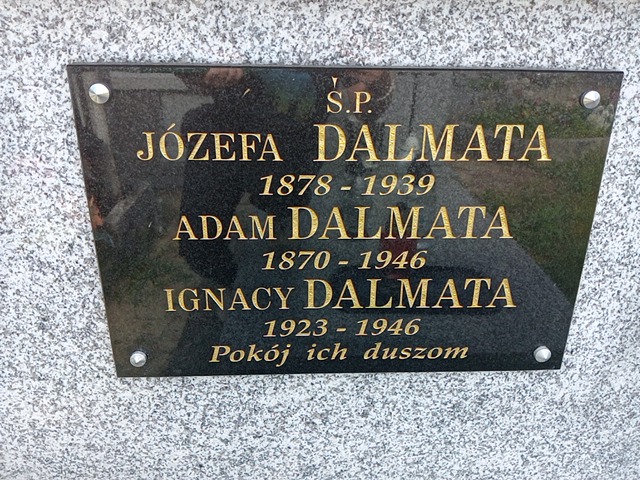 Ś.P.
JÓZEFA DALMATA
1878 - 1939
ADAM DALMATA
1870 - 1946
IGNACY DALMATA
1923 - 1946
Pokój ich duszom